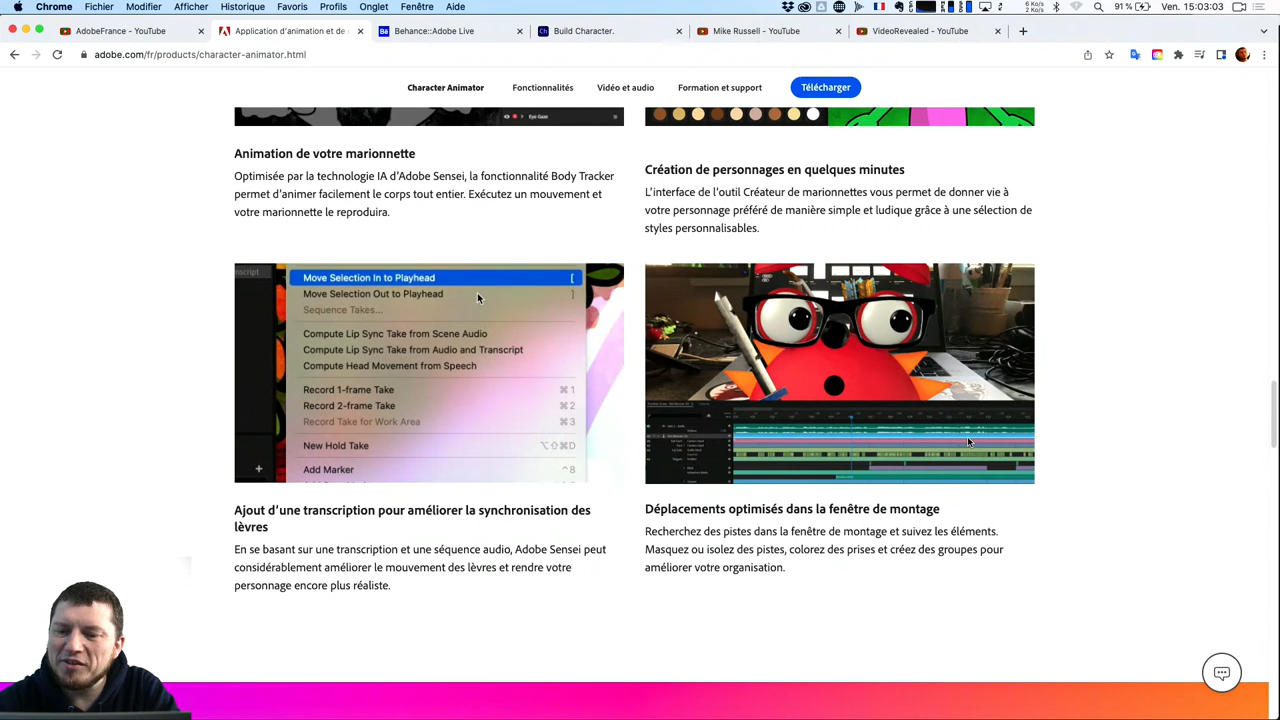 Chrome Fichier Modifier Afficher Historique Favoris Profils Onglet Fenêtre Aide 91 % Ven. 15:03:03
AdobeFrance - YouTube Application d'animation et de Behance::Adobe Live Build Character. Mike Russell - YouTube VideoRevealed - YouTube
adobe.com/fr/products/character-animator.html
Character Animator Fonctionnalités Vidéo et audio Formation et support Télécharger
Eye Gaze
Animation de votre marionnette
Optimisée par la technologie IA d'Adobe Sensei, la fonctionnalité Body Tracker
permet d'animer facilement le corps tout entier. Exécutez un mouvement et
votre marionnette le reproduira.
Création de personnages en quelques minutes
L'interface de l'outil Créateur de marionnettes vous permet de donner vie à
votre personnage préféré de manière simple et ludique grâce à une sélection de
styles personnalisables.
nscript
Move Selection In to Playhead [
Move Selection Out to Playhead ]
Sequence Takes...
Compute Lip Sync Take from Scene Audio
Compute Lip Sync Take from Audio and Transcript
Compute Head Movement from Speech
Record 1-frame Take ⌘1
Record 2-frame Take ⌘2
Record Take for Work Area ⌘3
New Hold Take ⌥⇧⌘D
Add Marker ^8
Ajout d'une transcription pour améliorer la synchronisation des
lèvres
En se basant sur une transcription et une séquence audio, Adobe Sensei peut
considérablement améliorer le mouvement des lèvres et rendre votre
personnage encore plus réaliste.
Déplacements optimisés dans la fenêtre de montage
Recherchez des pistes dans la fenêtre de montage et suivez les éléments.
Masquez ou isolez des pistes, colorez des prises et créez des groupes pour
améliorer votre organisation.